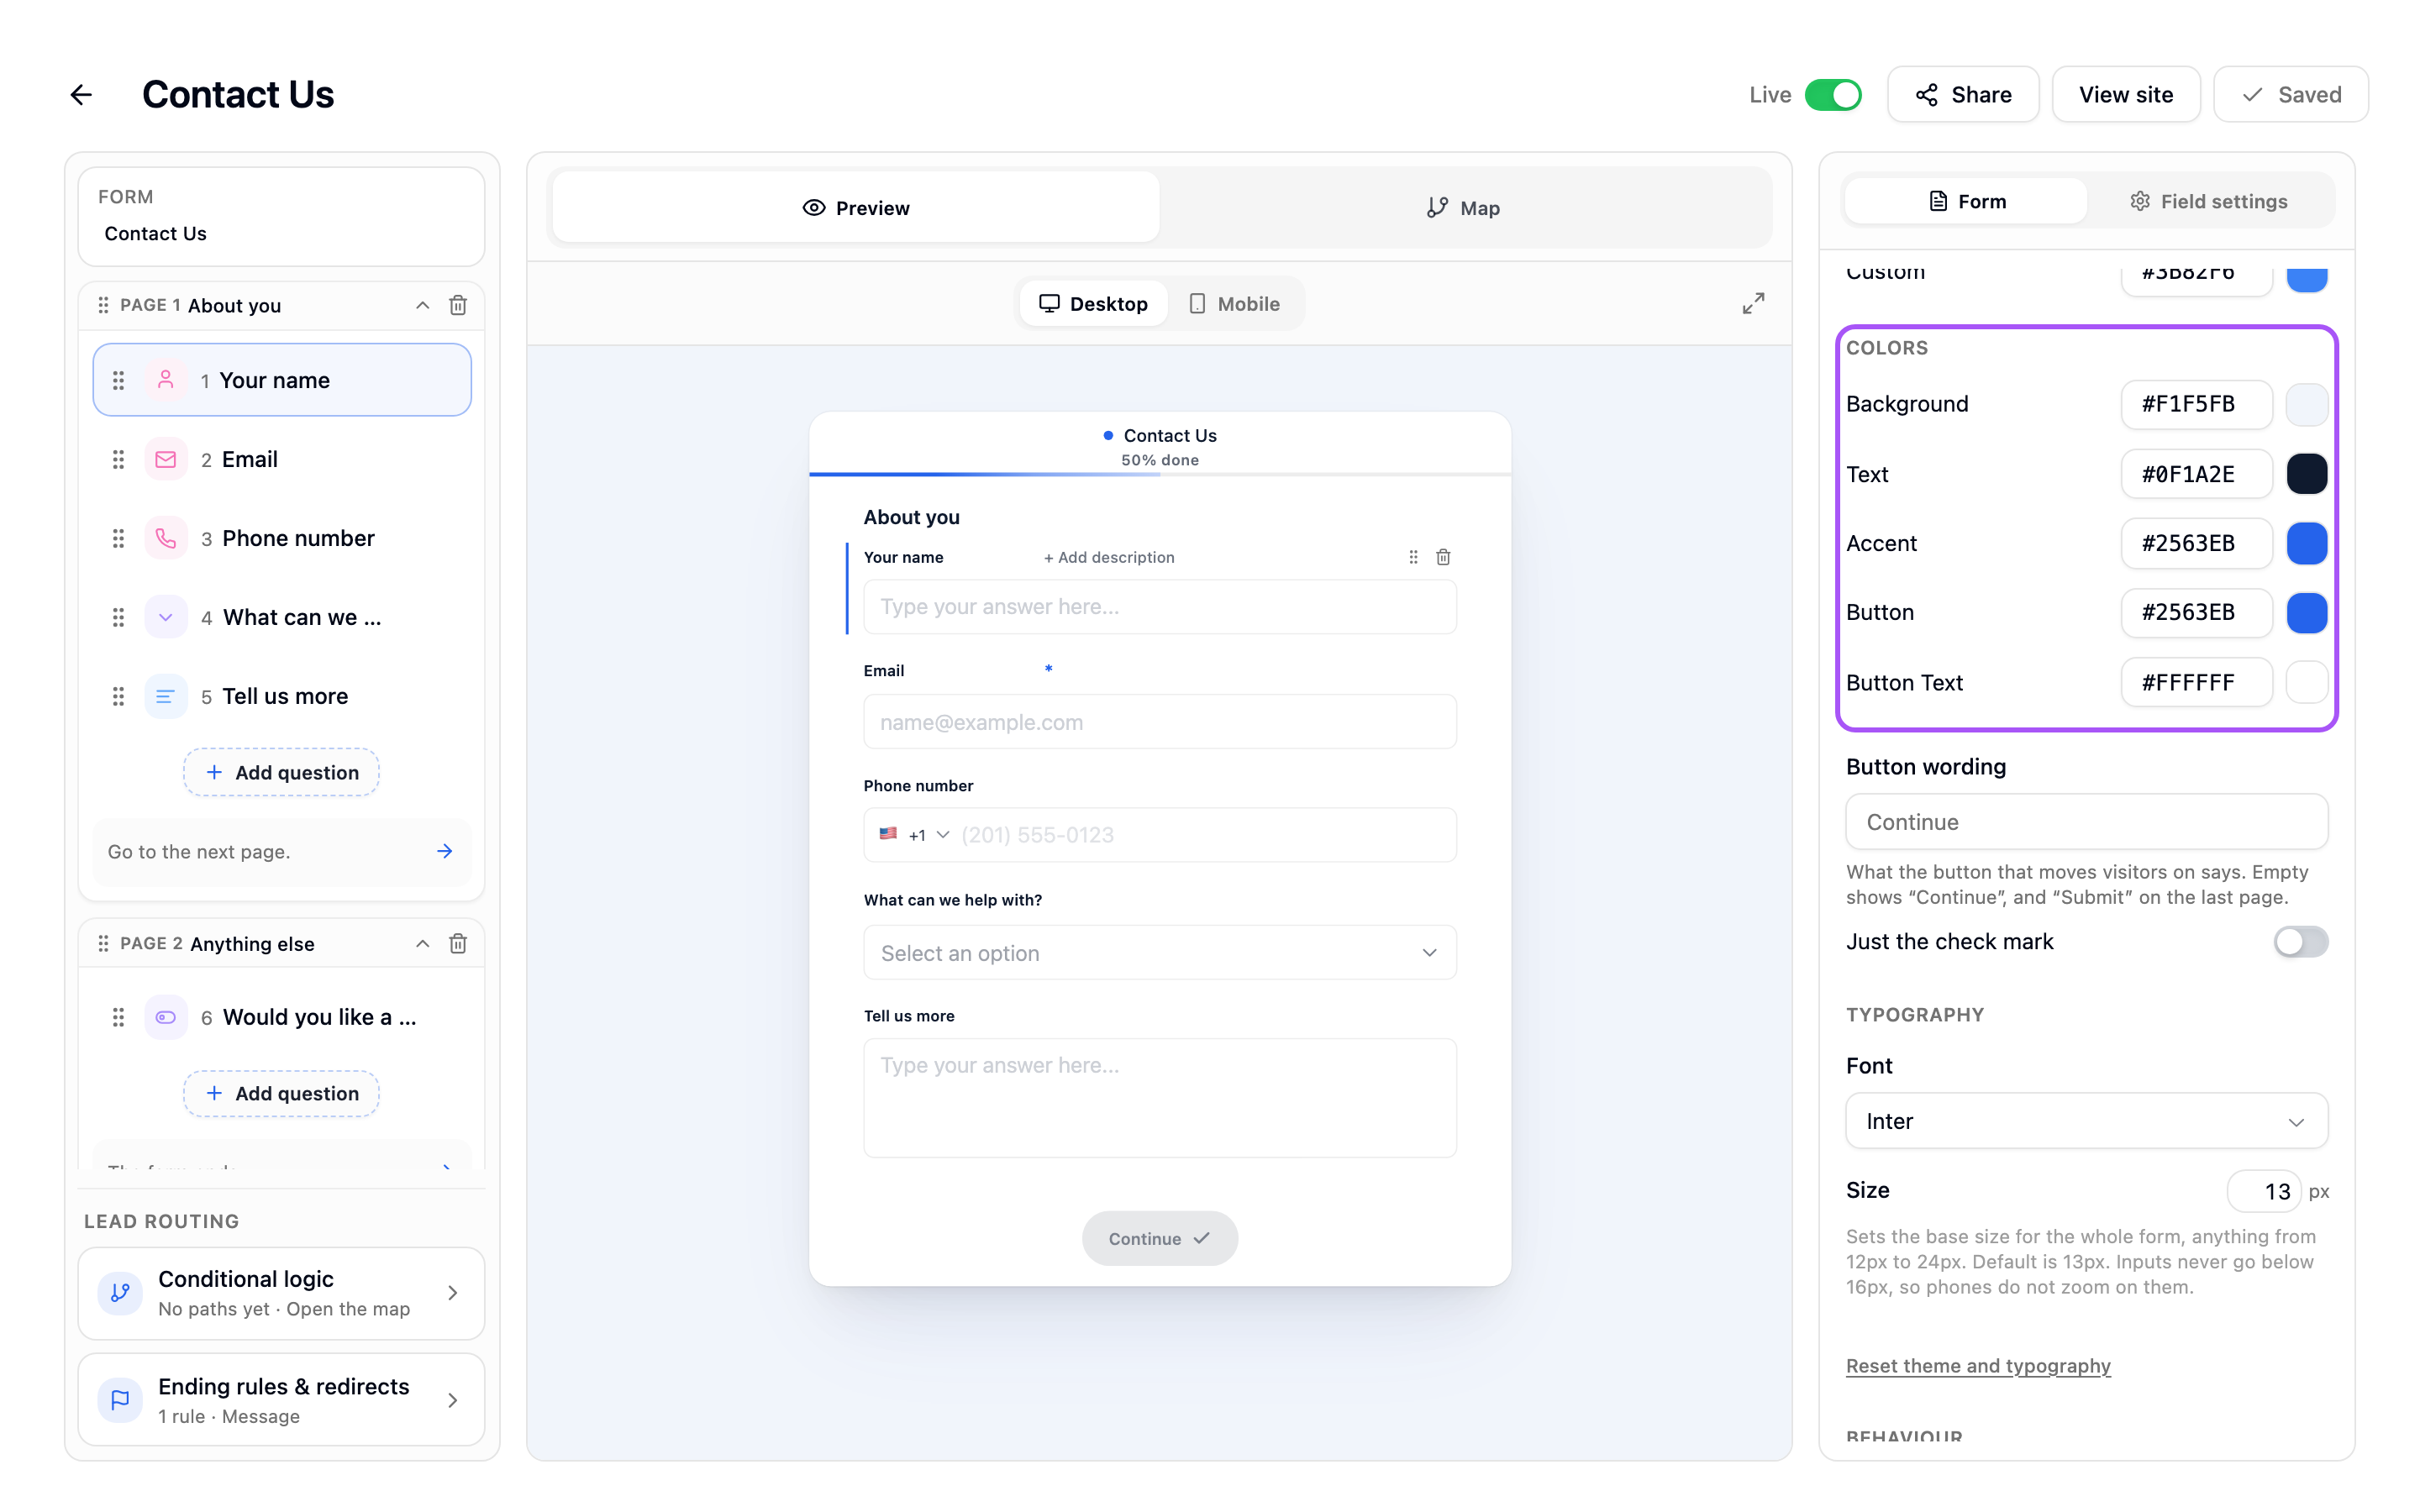 Contact Us
Live
Share
View site
Saved
FORM
Contact Us
PAGE 1 About you
1 Your name
2 Email
3 Phone number
4 What can we ...
5 Tell us more
+ Add question
Go to the next page.
PAGE 2 Anything else
6 Would you like a ...
+ Add question
LEAD ROUTING
Conditional logic
No paths yet · Open the map
Ending rules & redirects
1 rule · Message
Preview
Map
Desktop
Mobile
Contact Us
50% done
About you
Your name
+ Add description
Type your answer here...
Email *
name@example.com
Phone number
+1 (201) 555-0123
What can we help with?
Select an option
Tell us more
Type your answer here...
Continue
Form
Field settings
Custom #3B82F6
COLORS
Background #F1F5FB
Text #0F1A2E
Accent #2563EB
Button #2563EB
Button Text #FFFFFF
Button wording
Continue
What the button that moves visitors on says. Empty
shows “Continue”, and “Submit” on the last page.
Just the check mark
TYPOGRAPHY
Font
Inter
Size 13 px
Sets the base size for the whole form, anything from
12px to 24px. Default is 13px. Inputs never go below
16px, so phones do not zoom on them.
Reset theme and typography
BEHAVIOUR